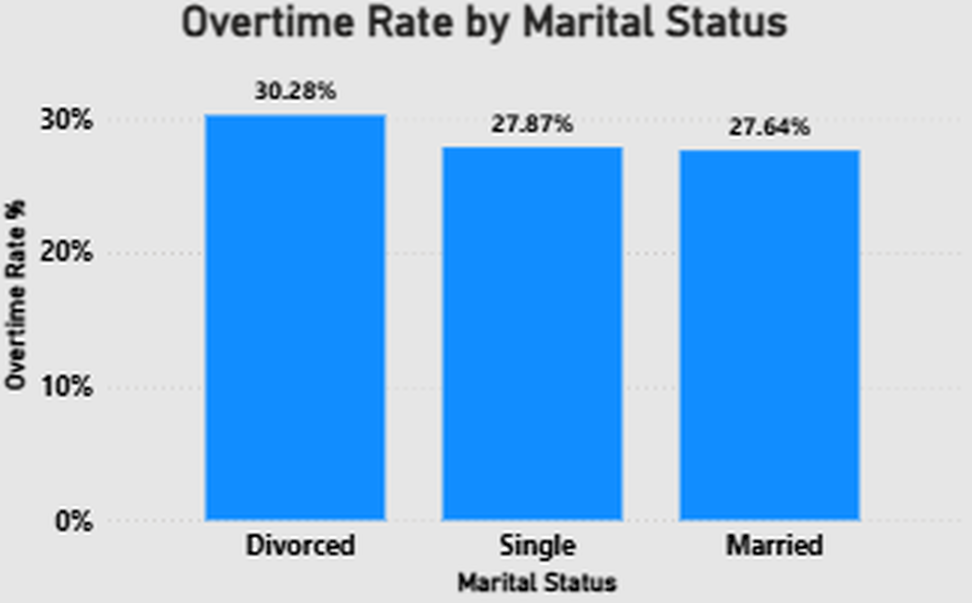 Overtime Rate by Marital Status
30.28%
27.87%
27.64%
30%
20%
10%
0%
Overtime Rate %
Divorced
Single
Married
Marital Status